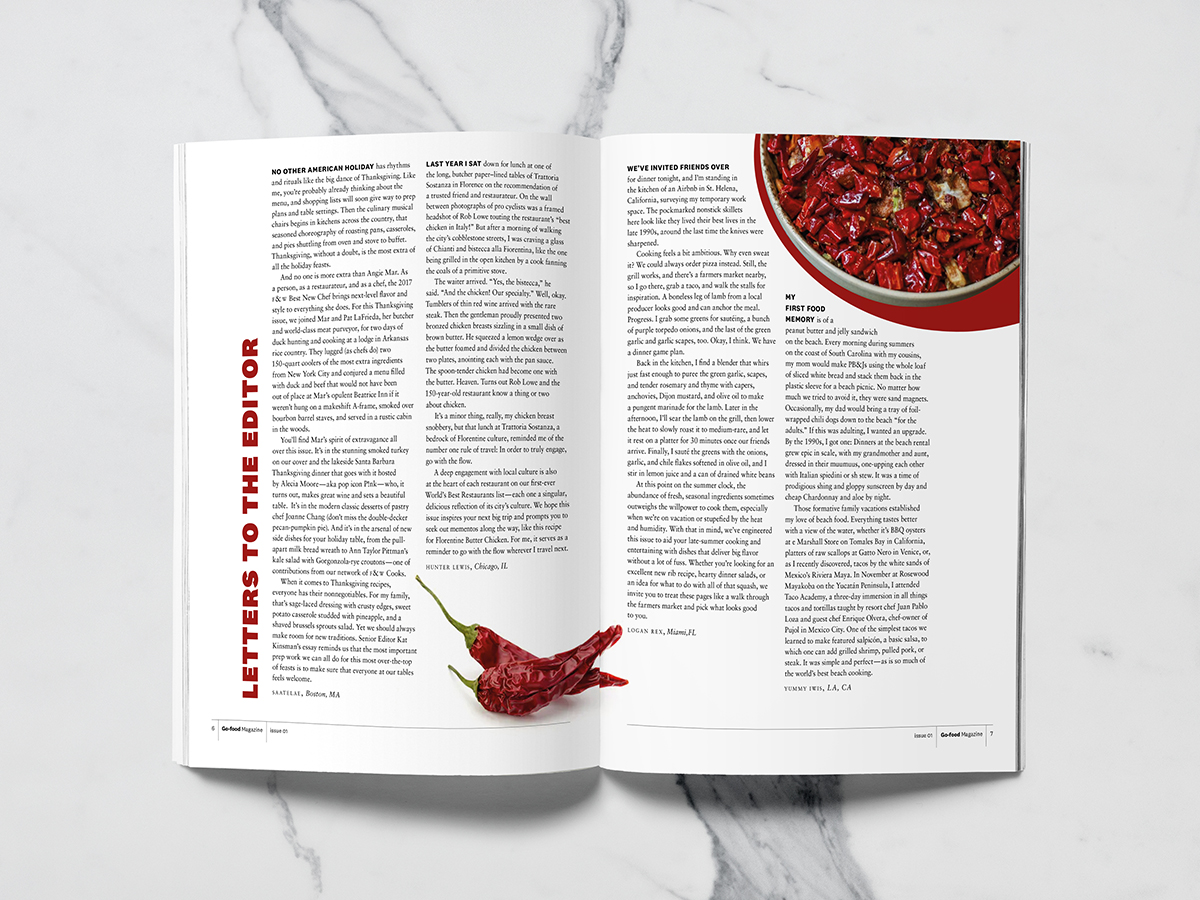 LETTERS TO THE EDITOR
NO OTHER AMERICAN HOLIDAY has rhythms
and rituals like the big dance of Thanksgiving. Like
me, you're probably already thinking about the
menu, and shopping lists will soon give way to prep
plans and table settings. Then the culinary musical
chairs begins in kitchens across the country, that
seasoned choreography of roasting pans, casseroles,
and pies shuttling from oven and stove to buffet.
Thanksgiving, without a doubt, is the most extra of
all the holiday feasts.
And no one is more extra than Angie Mar. As
a person, as a restaurateur, and as a chef, the 2017
F&W Best New Chef brings next-level flavor and
style to everything she does. For this Thanksgiving
issue, we joined Mar and Pat LaFrieda, her butcher
and world-class meat purveyor, for two days of
duck hunting and cooking at a lodge in Arkansas
rice country. They lugged (as chefs do) two
150-quart coolers of the most extra ingredients
from New York City and conjured a menu filled
with duck and beef that would not have been
out of place at Mar's opulent Beatrice Inn if it
weren't hung on a makeshift A-frame, smoked over
bourbon barrel staves, and served in a rustic cabin
in the woods.
You'll find Mar's spirit of extravagance all
over this issue. It's in the stunning smoked turkey
on our cover and the lakeside Santa Barbara
Thanksgiving dinner that goes with it hosted
by Alecia Moore—aka pop icon P!nk—who, it
turns out, makes great wine and sets a beautiful
table. It's in the modern classic desserts of pastry
chef Joanne Chang (don't miss the double-decker
pecan-pumpkin pie). And it's in the arsenal of new
side dishes for your holiday table, from the pull-
apart milk bread wreath to Ann Taylor Pittman's
kale salad with Gorgonzola-rye croutons—one of
contributions from our network of F&W Cooks.
When it comes to Thanksgiving recipes,
everyone has their nonnegotiables. For my family,
that's sage-laced dressing with crusty edges, sweet
potato casserole studded with pineapple, and a
shaved brussels sprouts salad. Yet we should always
make room for new traditions. Senior Editor Kat
Kinsman's essay reminds us that the most important
prep work we can all do for this most over-the-top
of feasts is to make sure that everyone at our tables
feels welcome.
SAATELAE, Boston, MA
LAST YEAR I SAT down for lunch at one of
the long, butcher paper–lined tables of Trattoria
Sostanza in Florence on the recommendation of
a trusted friend and restaurateur. On the wall
between photographs of pro cyclists was a framed
headshot of Rob Lowe touting the restaurant's "best
chicken in Italy!" But after a morning of walking
the city's cobblestone streets, I was craving a glass
of Chianti and bistecca alla Fiorentina, like the one
being grilled in the open kitchen by a cook fanning
the coals of a primitive stove.
The waiter arrived. "Yes, the bistecca," he
said. "And the chicken! Our specialty." Well, okay.
Tumblers of thin red wine arrived with the rare
steak. Then the gentleman proudly presented two
bronzed chicken breasts sizzling in a small dish of
brown butter. He squeezed a lemon wedge over as
the butter foamed and divided the chicken between
two plates, anointing each with the pan sauce.
The spoon-tender chicken had become one with
the butter. Heaven. Turns out Rob Lowe and the
150-year-old restaurant know a thing or two
about chicken.
It's a minor thing, really, my chicken breast
snobbery, but that lunch at Trattoria Sostanza, a
bedrock of Florentine culture, reminded me of the
number one rule of travel: In order to truly engage,
go with the flow.
A deep engagement with local culture is also
at the heart of each restaurant on our first-ever
World's Best Restaurants list—each one a singular,
delicious reflection of its city's culture. We hope this
issue inspires your next big trip and prompts you to
seek out mementos along the way, like this recipe
for Florentine Butter Chicken. For me, it serves as a
reminder to go with the flow wherever I travel next.
HUNTER LEWIS, Chicago, IL
6 Go-food Magazine issue 01
WE'VE INVITED FRIENDS OVER
for dinner tonight, and I'm standing in
the kitchen of an Airbnb in St. Helena,
California, surveying my temporary work
space. The pockmarked nonstick skillets
here look like they lived their best lives in the
late 1990s, around the last time the knives were
sharpened.
Cooking feels a bit ambitious. Why even sweat
it? We could always order pizza instead. Still, the
grill works, and there's a farmers market nearby,
so I go there, grab a taco, and walk the stalls for
inspiration. A boneless leg of lamb from a local
producer looks good and can anchor the meal.
Progress. I grab some greens for sautéing, a bunch
of purple torpedo onions, and the last of the green
garlic and garlic scapes, too. Okay, I think. We have
a dinner game plan.
Back in the kitchen, I find a blender that whirs
just fast enough to puree the green garlic, scapes,
and tender rosemary and thyme with capers,
anchovies, Dijon mustard, and olive oil to make
a pungent marinade for the lamb. Later in the
afternoon, I'll sear the lamb on the grill, then lower
the heat to slowly roast it to medium-rare, and let
it rest on a platter for 30 minutes once our friends
arrive. Finally, I sauté the greens with the onions,
garlic, and chile flakes softened in olive oil, and I
stir in lemon juice and a can of drained white beans
At this point on the summer clock, the
abundance of fresh, seasonal ingredients sometimes
outweighs the willpower to cook them, especially
when we're on vacation or stupefied by the heat
and humidity. With that in mind, we've engineered
this issue to aid your late-summer cooking and
entertaining with dishes that deliver big flavor
without a lot of fuss. Whether you're looking for an
excellent new rib recipe, hearty dinner salads, or
an idea for what to do with all of that squash, we
invite you to treat these pages like a walk through
the farmers market and pick what looks good
to you.
LOGAN REX, Miami,FL
MY
FIRST FOOD
MEMORY is of a
peanut butter and jelly sandwich
on the beach. Every morning during summers
on the coast of South Carolina with my cousins,
my mom would make PB&Js using the whole loaf
of sliced white bread and stack them back in the
plastic sleeve for a beach picnic. No matter how
much we tried to avoid it, they were sand magnets.
Occasionally, my dad would bring a tray of foil-
wrapped chili dogs down to the beach "for the
adults." If this was adulting, I wanted an upgrade.
By the 1990s, I got one: Dinners at the beach rental
grew epic in scale, with my grandmother and aunt,
dressed in their muumuus, one-upping each other
with Italian spiedini or sh stew. It was a time of
prodigious shing and gloppy sunscreen by day and
cheap Chardonnay and aloe by night.
Those formative family vacations established
my love of beach food. Everything tastes better
with a view of the water, whether it's BBQ oysters
at e Marshall Store on Tomales Bay in California,
platters of raw scallops at Gatto Nero in Venice, or,
as I recently discovered, tacos by the white sands of
Mexico's Riviera Maya. In November at Rosewood
Mayakoba on the Yucatán Peninsula, I attended
Taco Academy, a three-day immersion in all things
tacos and tortillas taught by resort chef Juan Pablo
Loza and guest chef Enrique Olvera, chef-owner of
Pujol in Mexico City. One of the simplest tacos we
learned to make featured salpicón, a basic salsa, to
which one can add grilled shrimp, pulled pork, or
steak. It was simple and perfect—as is so much of
the world's best beach cooking.
YUMMY IWIS, LA, CA
issue 01 Go-food Magazine 7